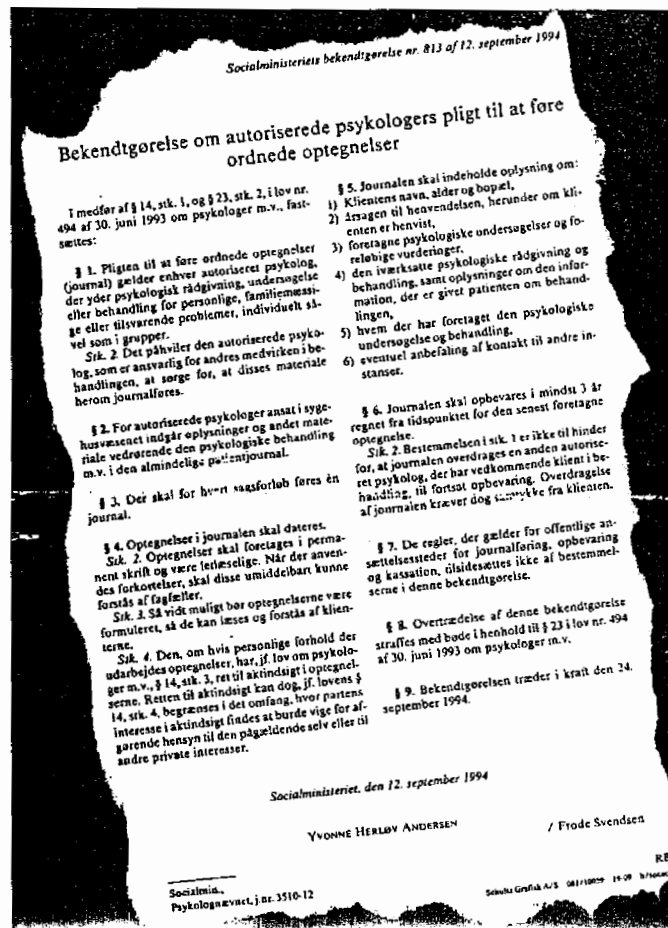 Socialministeriets bekendtgørelse nr. 813 af 12. september 1994
Bekendtgørelse om autoriserede psykologers pligt til at føre
ordnede optegnelser
I medfør af § 14, stk. 1, og § 23, stk. 2, i lov nr.
494 af 30. juni 1993 om psykologer m.v., fast-
sættes:
§ 1. Pligten til at føre ordnede optegnelser
(journal) gælder enhver autoriseret psykolog,
der yder psykologisk rådgivning, undersøgelse
eller behandling for personlige, familiemæssi-
ge eller tilsvarende problemer, individuelt så-
vel som i grupper.
Stk. 2. Det påhviler den autoriserede psyko-
log, som er ansvarlig for andres medvirken i be-
handlingen, at sørge for, at disses materiale
herom journalføres.
§ 2. For autoriserede psykologer ansat i syge-
husvæsenet indgår oplysninger og andet mate-
riale vedrørende den psykologiske behandling
m.v. i den almindelige patientjournal.
§ 3. Der skal for hvert sagsforløb føres én
journal.
§ 4. Optegnelser i journalen skal dateres.
Stk. 2. Optegnelser skal foretages i perma-
nent skrift og være letlæselige. Når der anven-
des forkortelser, skal disse umiddelbart kunne
forstås af fagfæller.
Stk. 3. Så vidt muligt bør optegnelserne være
formuleret, så de kan læses og forstås af klien-
terne.
Stk. 4. Den, om hvis personlige forhold der
udarbejdes optegnelser, har, jf. lov om psykolo-
ger m.v., § 14, stk. 3, ret til aktindsigt i optegnel-
serne. Retten til aktindsigt kan dog, jf. lovens §
14, stk. 4, begrænses i det omfang, hvor partens
interesse i aktindsigt findes at burde vige for af-
gørende hensyn til den pågældende selv eller til
andre private interesser.
§ 5. Journalen skal indeholde oplysning om:
1) Klientens navn, alder og bopæl,
2) årsagen til henvendelsen, herunder om kli-
enten er henvist,
3) foretagne psykologiske undersøgelser og fo-
reløbige vurderinger,
4) den iværksatte psykologiske rådgivning og
behandling, samt oplysninger om den infor-
mation, der er givet patienten om behand-
lingen,
5) hvem der har foretaget den psykologiske
undersøgelse og behandling,
6) eventuel anbefaling af kontakt til andre in-
stanser.
§ 6. Journalen skal opbevares i mindst 3 år
regnet fra tidspunktet for den senest foretagne
optegnelse.
Stk. 2. Bestemmelsen i stk. 1 er ikke til hinder
for, at journalen overdrages en anden autorise-
ret psykolog, der har vedkommende klient i be-
handling, til fortsat opbevaring. Overdragelse
af journalen kræver dog samtykke fra klienten.
§ 7. De regler, der gælder for offentlige an-
sættelsessteder for journalføring, opbevaring
og kassation, tilsidesættes ikke af bestemmel-
serne i denne bekendtgørelse.
§ 8. Overtrædelse af denne bekendtgørelse
straffes med bøde i henhold til § 23 i lov nr. 494
af 30. juni 1993 om psykologer m.v.
§ 9. Bekendtgørelsen træder i kraft den 24.
september 1994.
Socialministeriet, den 12. september 1994
YVONNE HERLØV ANDERSEN
/ Frode Svendsen
Socialmin.,
Psykolognævnet, j.nr. 3510-12
RE
Schultz Grafisk A/S